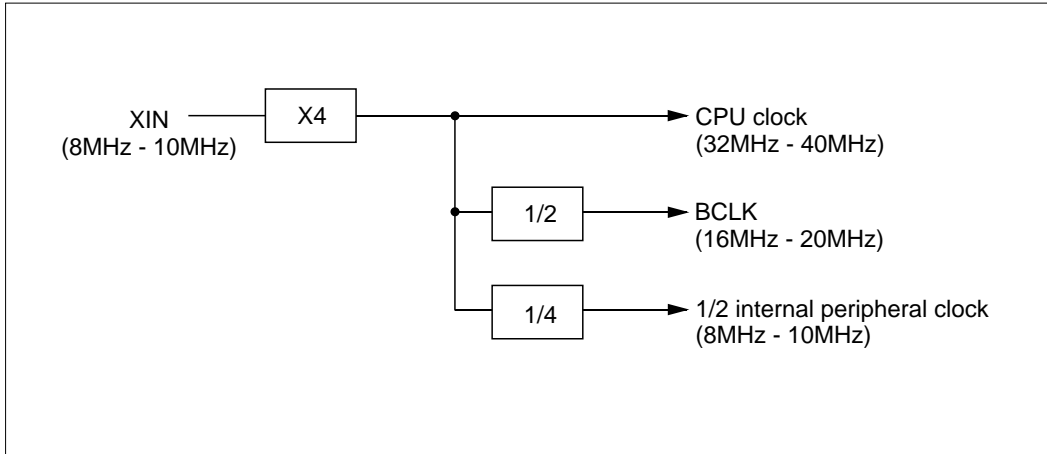 XIN
(8MHz - 10MHz)
X4
CPU clock
(32MHz - 40MHz)
1/2
BCLK
(16MHz - 20MHz)
1/4
1/2 internal peripheral clock
(8MHz - 10MHz)